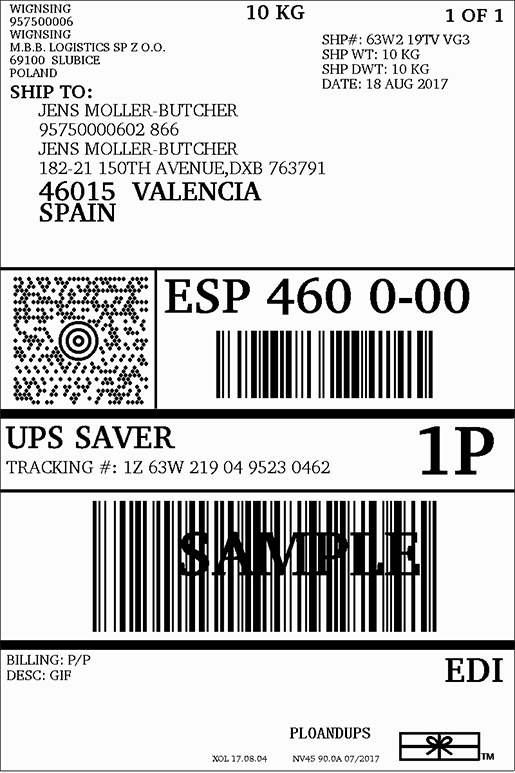 WIGNSING
957500006
WIGNSING
M.B.B. LOGISTICS SP Z O.O.
69100 SLUBICE
POLAND
10 KG
1 OF 1
SHP#: 63W2 19TV VG3
SHP WT: 10 KG
SHP DWT: 10 KG
DATE: 18 AUG 2017
SHIP TO:
JENS MOLLER-BUTCHER
95750000602 866
JENS MOLLER-BUTCHER
182-21 150TH AVENUE,DXB 763791
46015 VALENCIA
SPAIN
ESP 460 0-00
UPS SAVER
TRACKING #: 1Z 63W 219 04 9523 0462
1P
SAMPLE
BILLING: P/P
DESC: GIF
EDI
PLOANDUPS
XOL 17.08.04
NV45 90.0A 07/2017
TM